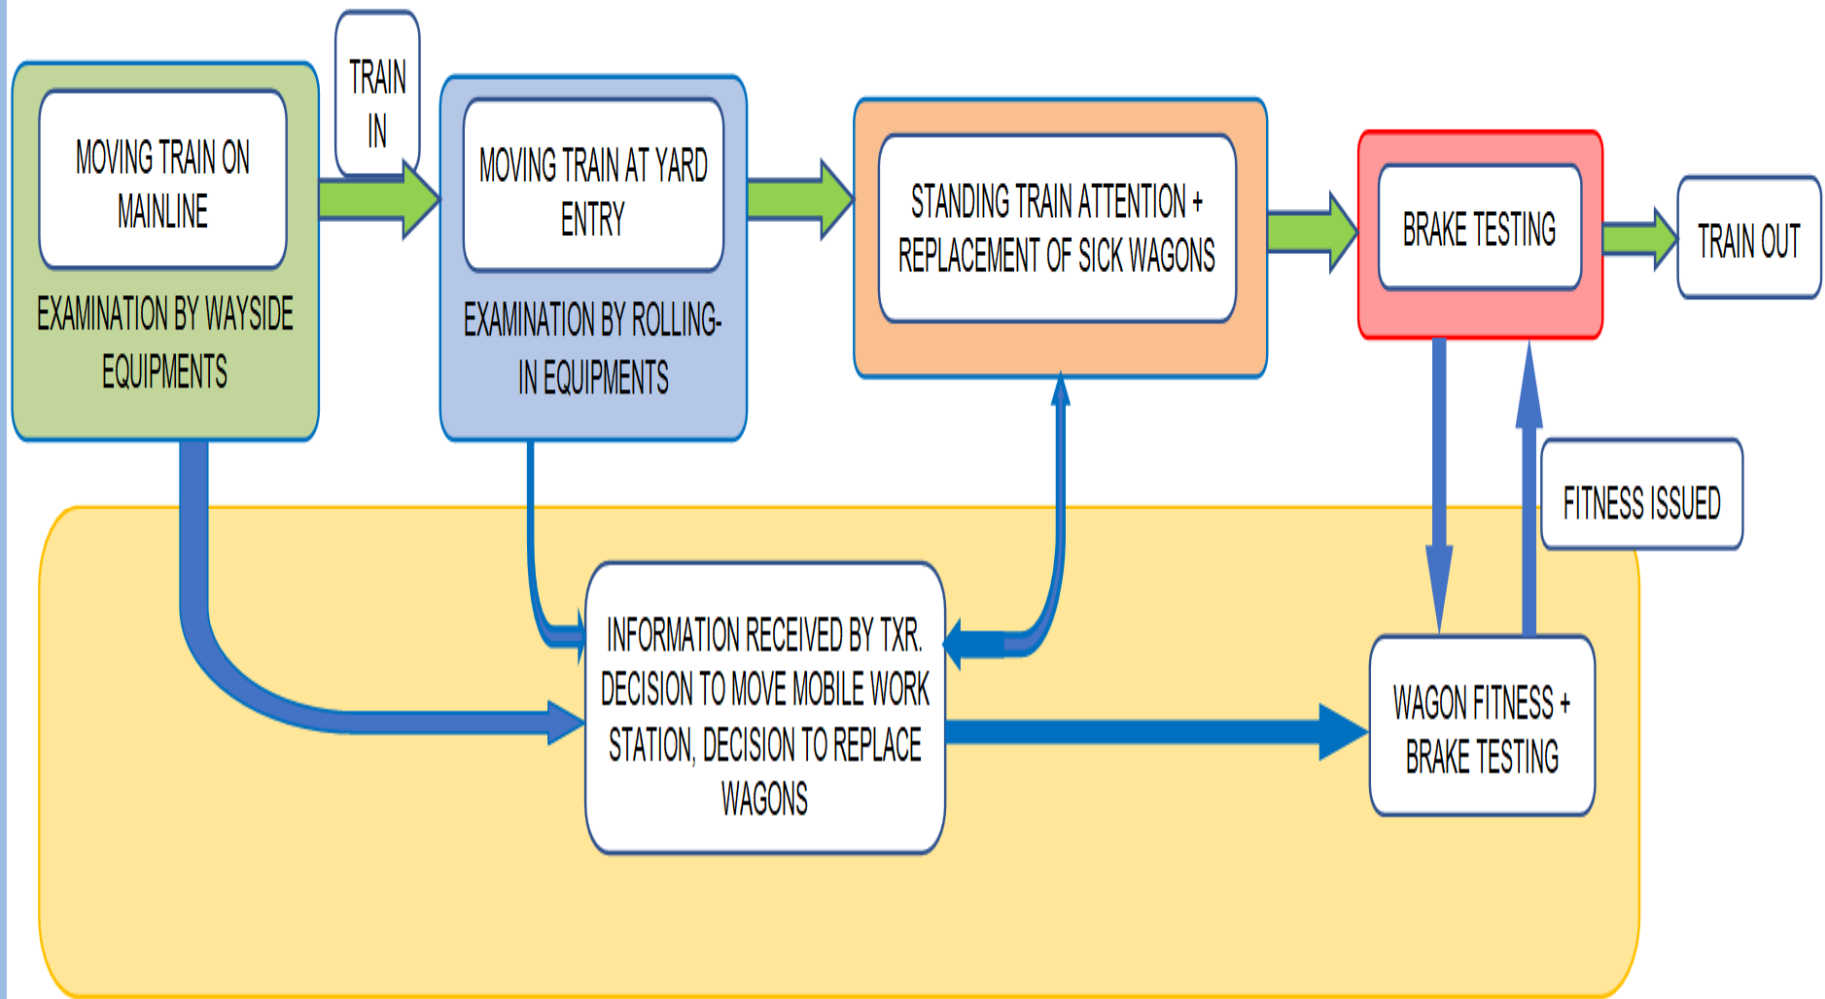 TRAIN
IN
MOVING TRAIN ON
MAINLINE
EXAMINATION BY WAYSIDE
EQUIPMENTS
MOVING TRAIN AT YARD
ENTRY
EXAMINATION BY ROLLING-
IN EQUIPMENTS
STANDING TRAIN ATTENTION +
REPLACEMENT OF SICK WAGONS
BRAKE TESTING
TRAIN OUT
FITNESS ISSUED
INFORMATION RECEIVED BY TXR.
DECISION TO MOVE MOBILE WORK
STATION, DECISION TO REPLACE
WAGONS
WAGON FITNESS +
BRAKE TESTING